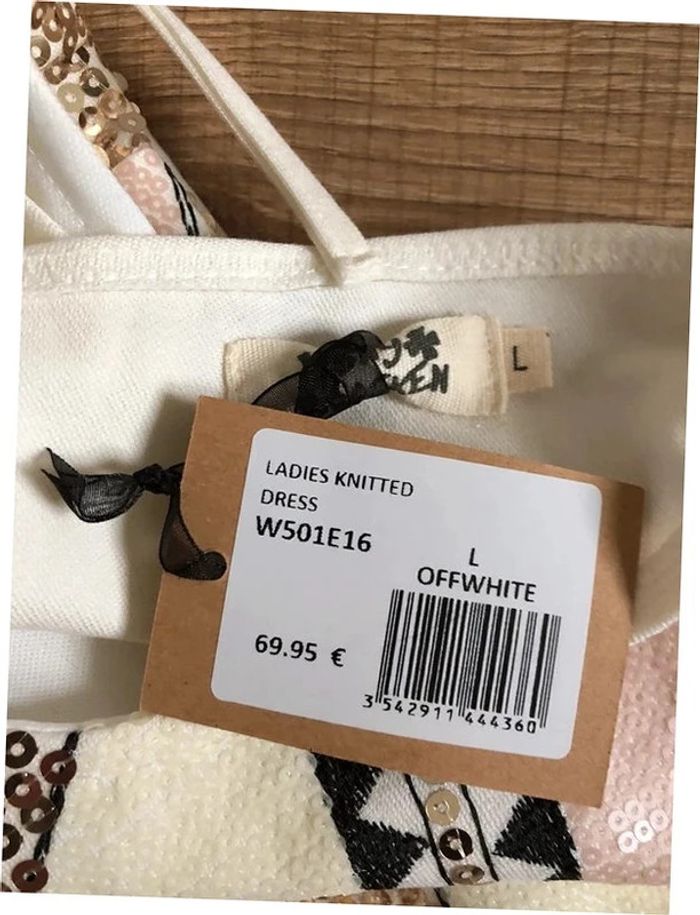 L
LADIES KNITTED
DRESS
W501E16
L
OFFWHITE
69.95 €
3 542911 444360